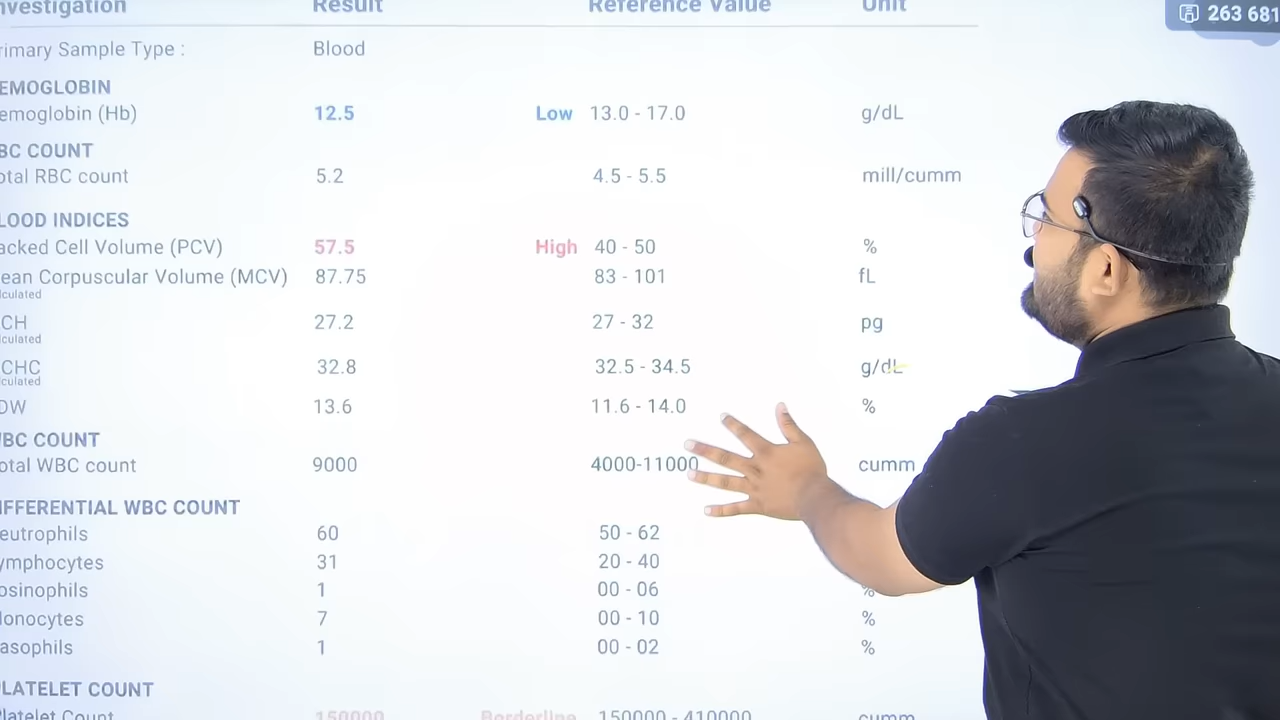 nvestigation Result Reference Value Unit
263 681
rimary Sample Type : Blood
EMOGLOBIN
emoglobin (Hb) 12.5 Low 13.0 - 17.0 g/dL
BC COUNT
otal RBC count 5.2 4.5 - 5.5 mill/cumm
LOOD INDICES
acked Cell Volume (PCV) 57.5 High 40 - 50 %
ean Corpuscular Volume (MCV) 87.75 83 - 101 fL
lculated
CH 27.2 27 - 32 pg
lculated
CHC 32.8 32.5 - 34.5 g/dL
lculated
DW 13.6 11.6 - 14.0 %
BC COUNT
otal WBC count 9000 4000-11000 cumm
IFFERENTIAL WBC COUNT
eutrophils 60 50 - 62
ymphocytes 31 20 - 40
osinophils 1 00 - 06 %
onocytes 7 00 - 10 %
asophils 1 00 - 02 %
PLATELET COUNT
latelet Count 150000 Borderline 150000 - 410000 cumm